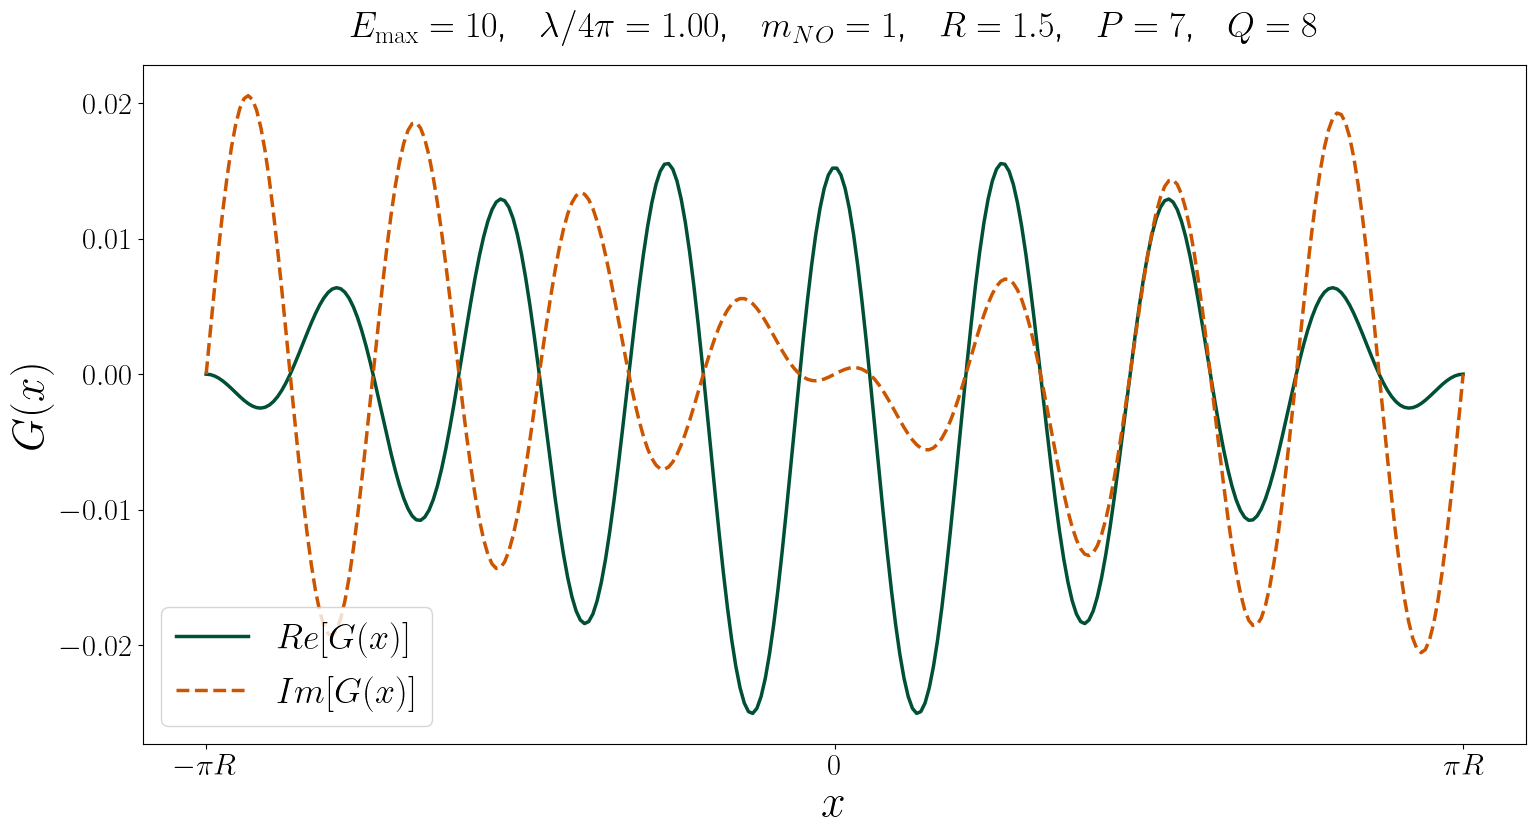 E_max = 10, λ/4π = 1.00, m_NO = 1, R = 1.5, P = 7, Q = 8
0.02
0.01
0.00
−0.01
−0.02
G(x)
Re[G(x)]
Im[G(x)]
−πR 0 πR
x